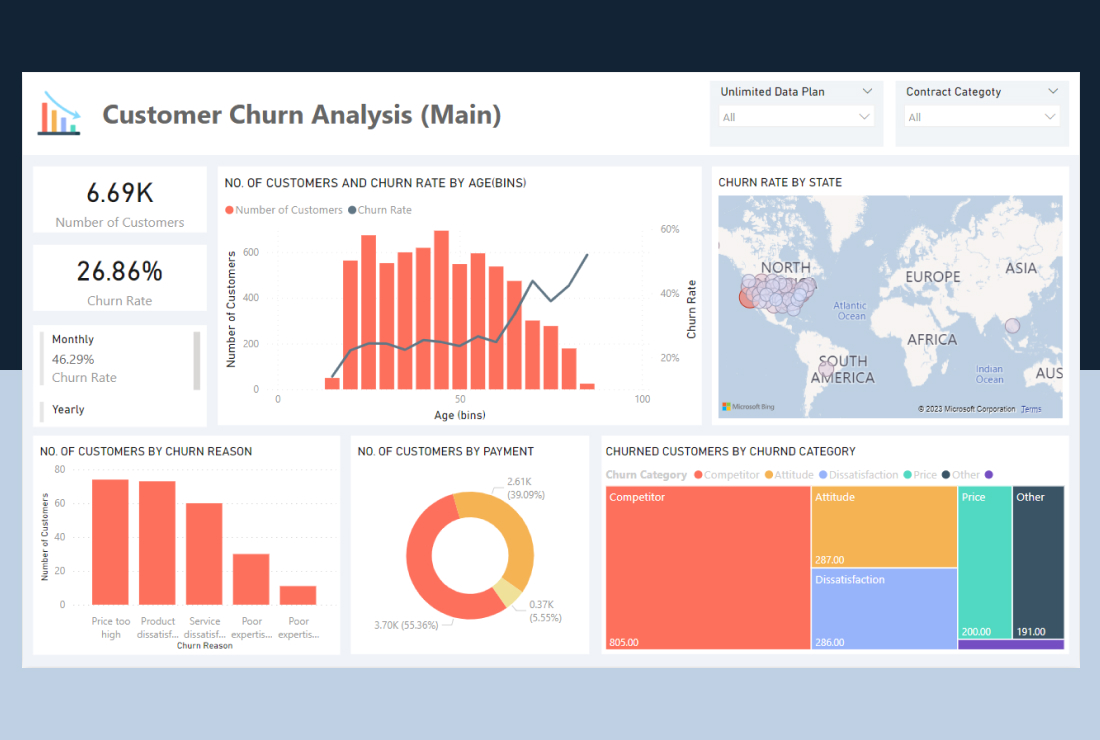 Customer Churn Analysis (Main)
Unlimited Data Plan
All
Contract Categoty
All
6.69K
Number of Customers
26.86%
Churn Rate
Monthly
46.29%
Churn Rate
Yearly
NO. OF CUSTOMERS AND CHURN RATE BY AGE(BINS)
Number of Customers Churn Rate
600
400
200
0
Number of Customers
60%
40%
20%
Churn Rate
0 50 100
Age (bins)
CHURN RATE BY STATE
NORTH
EUROPE
ASIA
Atlantic
Ocean
AFRICA
SOUTH
AMERICA
Indian
Ocean
AUS
Microsoft Bing
© 2023 Microsoft Corporation Terms
NO. OF CUSTOMERS BY CHURN REASON
80
60
40
20
0
Number of Customers
Price too
high
Product
dissatisf...
Service
dissatisf...
Poor
expertis...
Poor
expertis...
Churn Reason
NO. OF CUSTOMERS BY PAYMENT
2.61K
(39.09%)
0.37K
(5.55%)
3.70K (55.36%)
CHURNED CUSTOMERS BY CHURND CATEGORY
Churn Category Competitor Attitude Dissatisfaction Price Other
Competitor
805.00
Attitude
287.00
Dissatisfaction
286.00
Price
200.00
Other
191.00